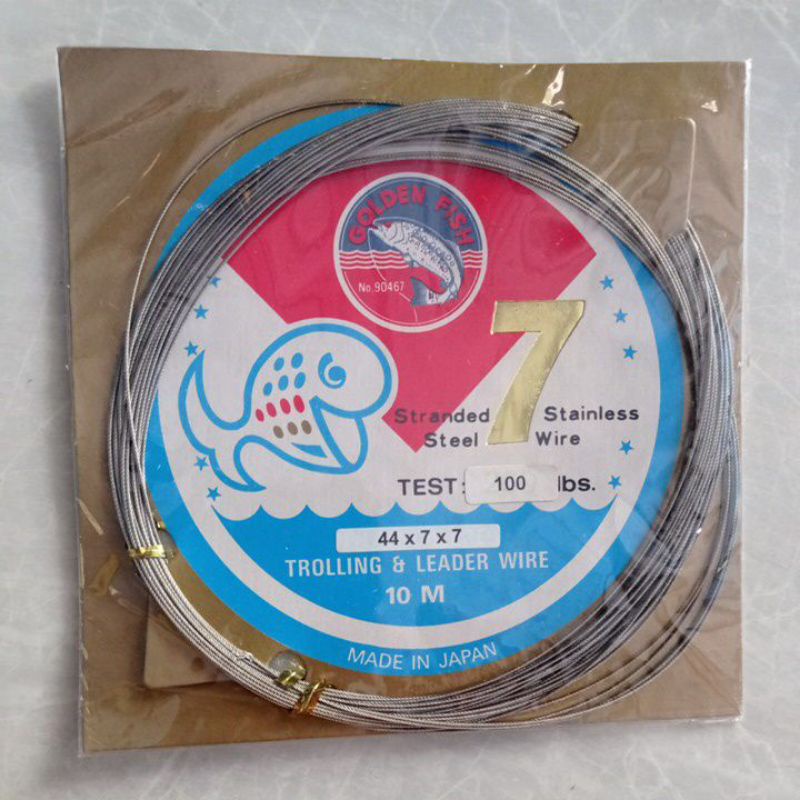 GOLDEN FISH
No. 90467
7
Stranded Stainless
Steel Wire
TEST: 100 lbs.
44 x 7 x 7
TROLLING & LEADER WIRE
10 M
MADE IN JAPAN